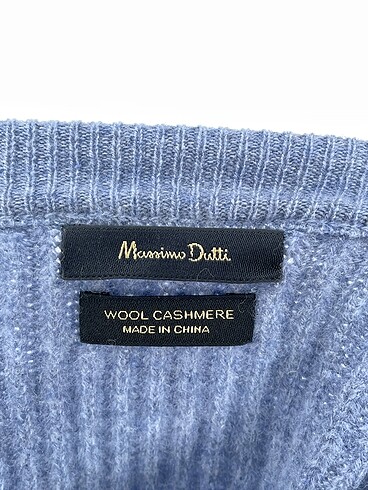 Massimo Dutti
WOOL CASHMERE
MADE IN CHINA